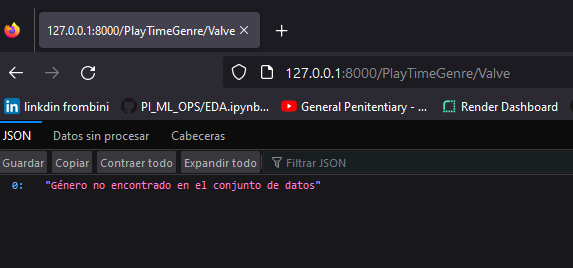 127.0.0.1:8000/PlayTimeGenre/Valve
127.0.0.1:8000/PlayTimeGenre/Valve
linkdin frombini
PI_ML_OPS/EDA.ipynb...
General Penitentiary - ...
Render Dashboard
JSON
Datos sin procesar
Cabeceras
Guardar
Copiar
Contraer todo
Expandir todo
Filtrar JSON
0: "Género no encontrado en el conjunto de datos"